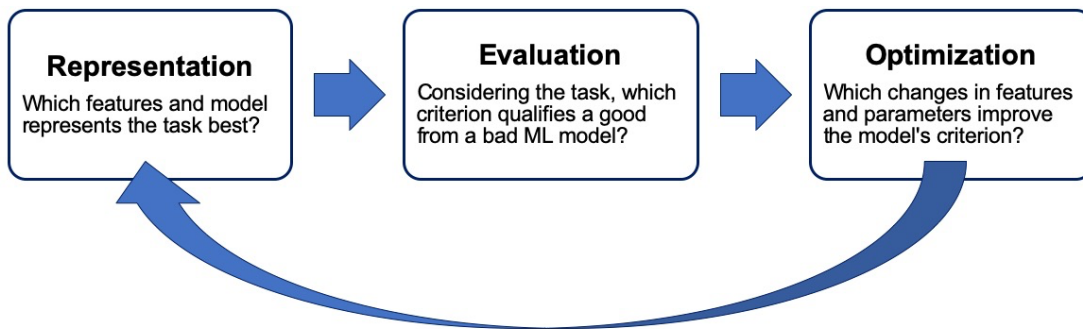 Representation
Which features and model
represents the task best?
Evaluation
Considering the task, which
criterion qualifies a good
from a bad ML model?
Optimization
Which changes in features
and parameters improve
the model's criterion?